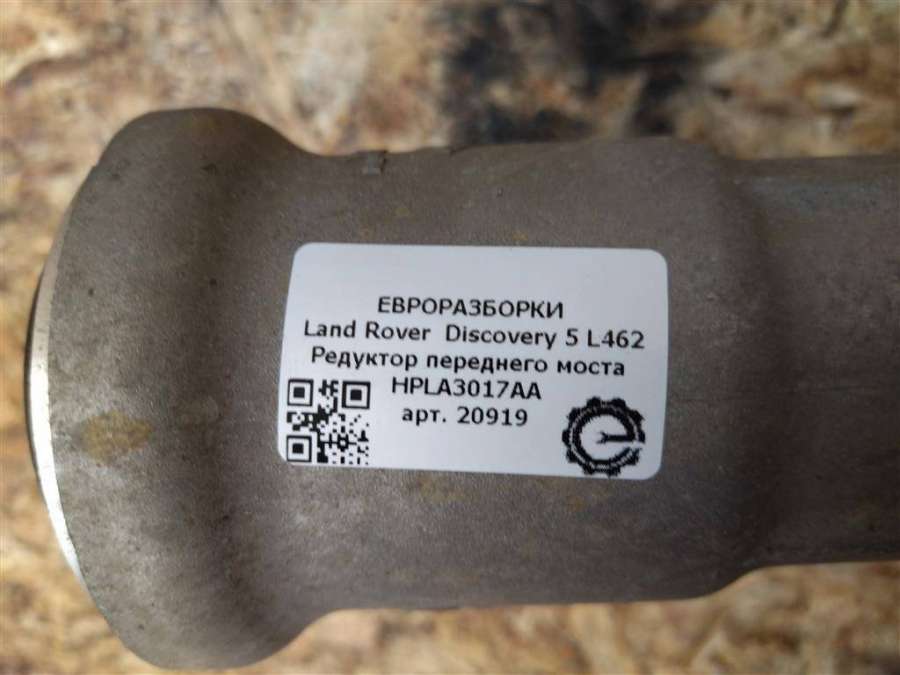 ЕВРОРАЗБОРКИ
Land Rover Discovery 5 L462
Редуктор переднего моста
HPLA3017AA
арт. 20919